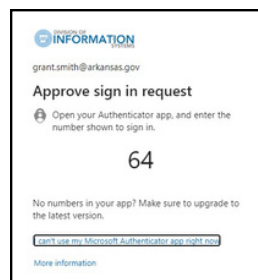 DIVISION OF
INFORMATION
SYSTEMS
grant.smith@arkansas.gov
Approve sign in request
Open your Authenticator app, and enter the
number shown to sign in.
64
No numbers in your app? Make sure to upgrade to
the latest version.
I can't use my Microsoft Authenticator app right now
More information